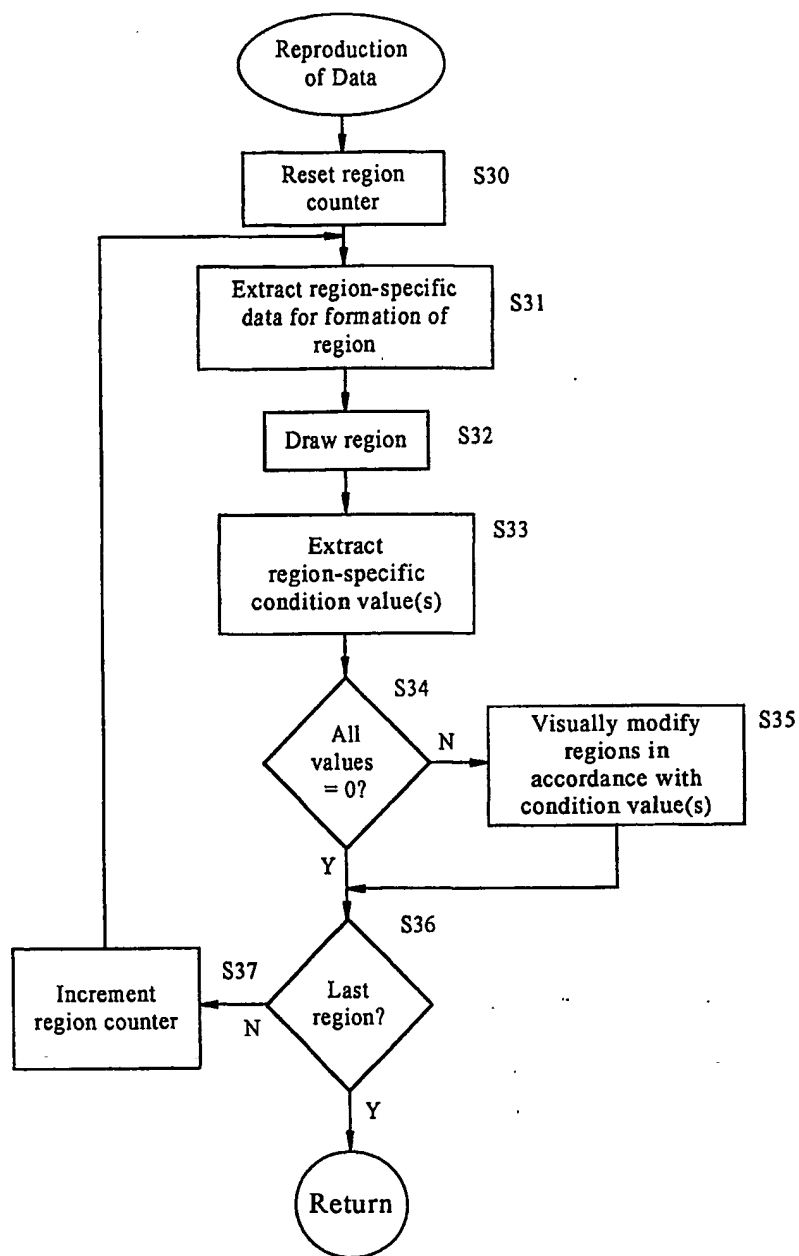 Reproduction
of Data
Reset region
counter
S30
Extract region-specific
data for formation of
region
S31
Draw region
S32
Extract
region-specific
condition value(s)
S33
All
values
= 0?
S34
N
Y
Visually modify
regions in
accordance with
condition value(s)
S35
Last
region?
S36
N
Y
Increment
region counter
S37
Return